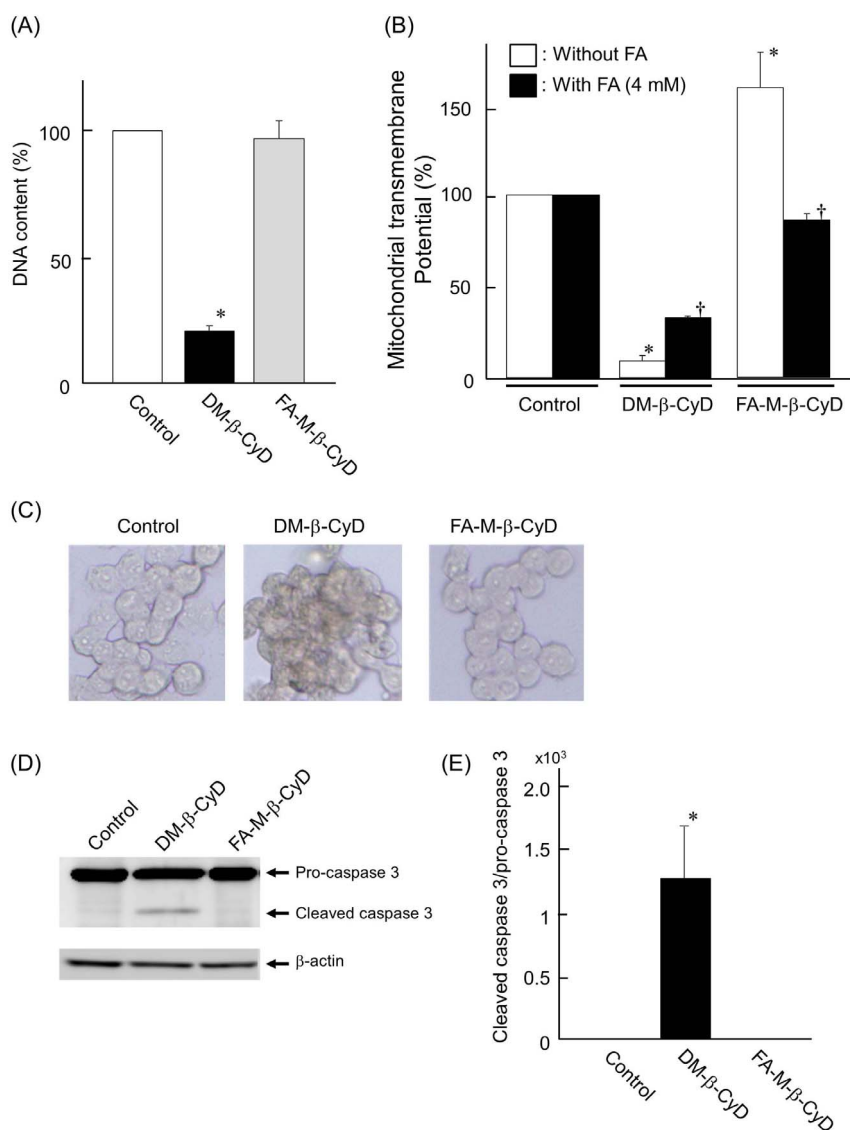 (A)
DNA content (%)
100
50
0
*
Control
DM-β-CyD
FA-M-β-CyD
(B)
Mitochondrial transmembrane
Potential (%)
: Without FA
: With FA (4 mM)
150
100
50
0
*
†
*
†
Control
DM-β-CyD
FA-M-β-CyD
(C)
Control
DM-β-CyD
FA-M-β-CyD
(D)
Control
DM-β-CyD
FA-M-β-CyD
Pro-caspase 3
Cleaved caspase 3
β-actin
(E)
Cleaved caspase 3/pro-caspase 3
x10³
2.0
1.5
1
0.5
0
*
Control
DM-β-CyD
FA-M-β-CyD